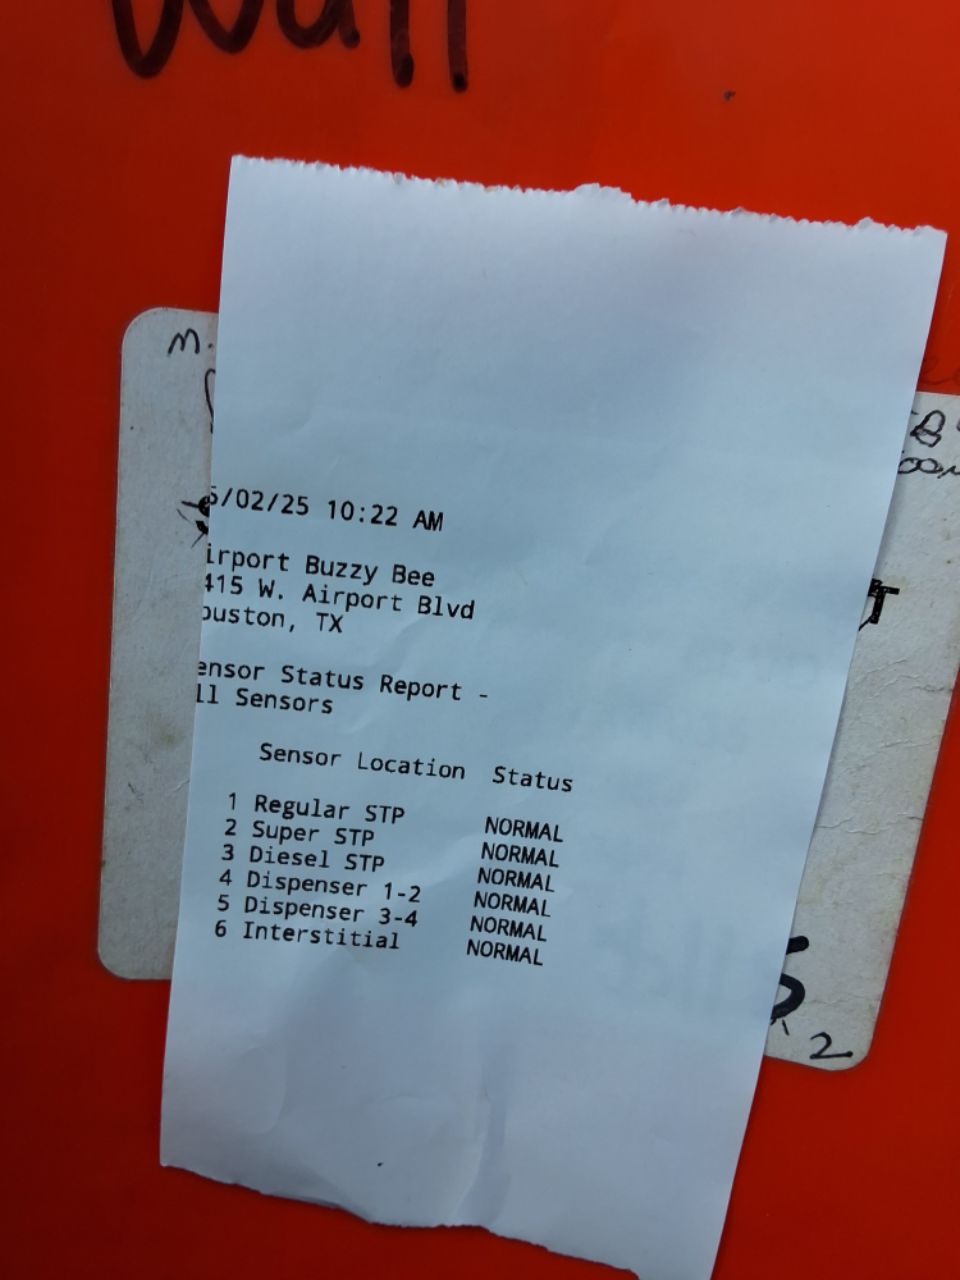 Wall
m.
5/02/25 10:22 AM
irport Buzzy Bee
415 W. Airport Blvd
ouston, TX
ensor Status Report -
ll Sensors
Sensor Location Status
1 Regular STP NORMAL
2 Super STP NORMAL
3 Diesel STP NORMAL
4 Dispenser 1-2 NORMAL
5 Dispenser 3-4 NORMAL
6 Interstitial NORMAL
5
2